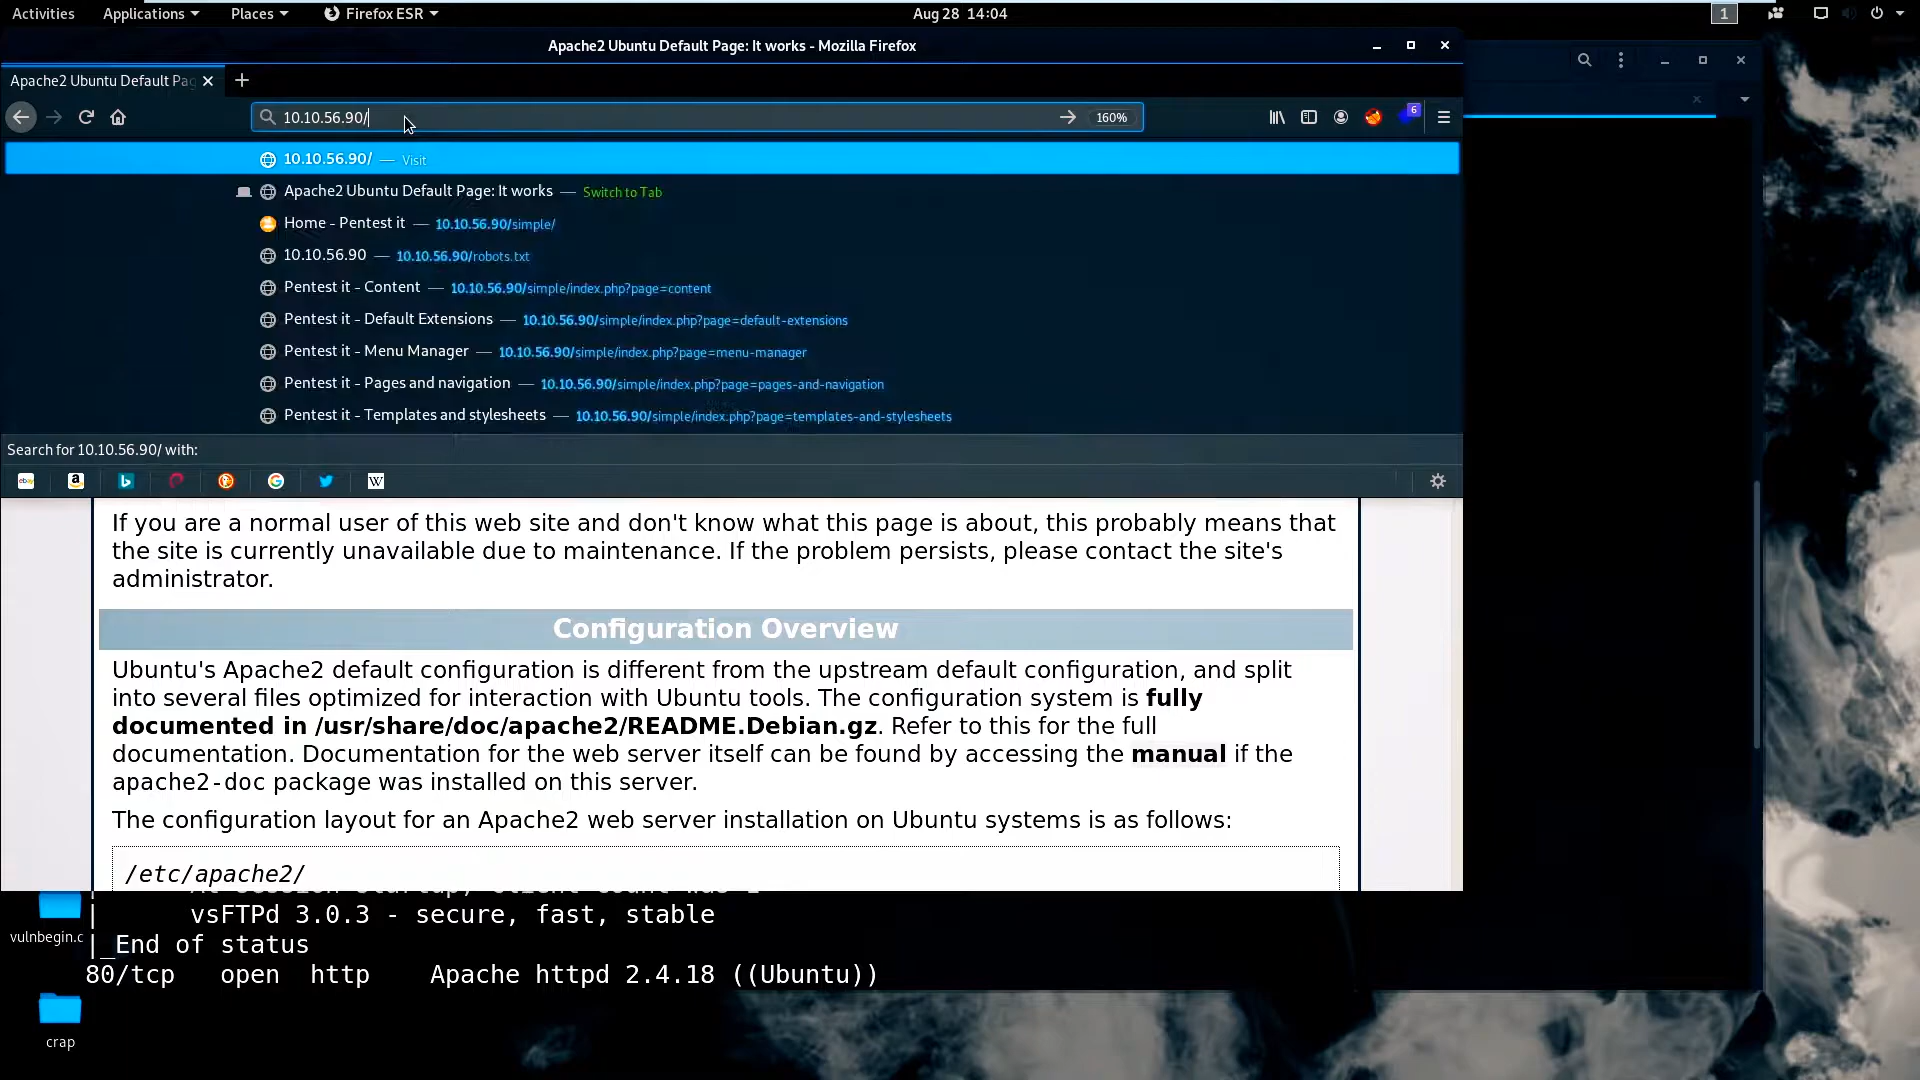 Activities Applications Places Firefox ESR Aug 28 14:04 1
Apache2 Ubuntu Default Page: It works - Mozilla Firefox
Apache2 Ubuntu Default Pag
10.10.56.90/ 160% 6
10.10.56.90/ — Visit
Apache2 Ubuntu Default Page: It works — Switch to Tab
Home - Pentest it — 10.10.56.90/simple/
10.10.56.90 — 10.10.56.90/robots.txt
Pentest it - Content — 10.10.56.90/simple/index.php?page=content
Pentest it - Default Extensions — 10.10.56.90/simple/index.php?page=default-extensions
Pentest it - Menu Manager — 10.10.56.90/simple/index.php?page=menu-manager
Pentest it - Pages and navigation — 10.10.56.90/simple/index.php?page=pages-and-navigation
Pentest it - Templates and stylesheets — 10.10.56.90/simple/index.php?page=templates-and-stylesheets
Search for 10.10.56.90/ with:
ebay a b G W
If you are a normal user of this web site and don't know what this page is about, this probably means that
the site is currently unavailable due to maintenance. If the problem persists, please contact the site's
administrator.
Configuration Overview
Ubuntu's Apache2 default configuration is different from the upstream default configuration, and split
into several files optimized for interaction with Ubuntu tools. The configuration system is fully
documented in /usr/share/doc/apache2/README.Debian.gz. Refer to this for the full
documentation. Documentation for the web server itself can be found by accessing the manual if the
apache2-doc package was installed on this server.
The configuration layout for an Apache2 web server installation on Ubuntu systems is as follows:
/etc/apache2/
| vsFTPd 3.0.3 - secure, fast, stable
vulnbegin.c
|_End of status
80/tcp open http Apache httpd 2.4.18 ((Ubuntu))
crap